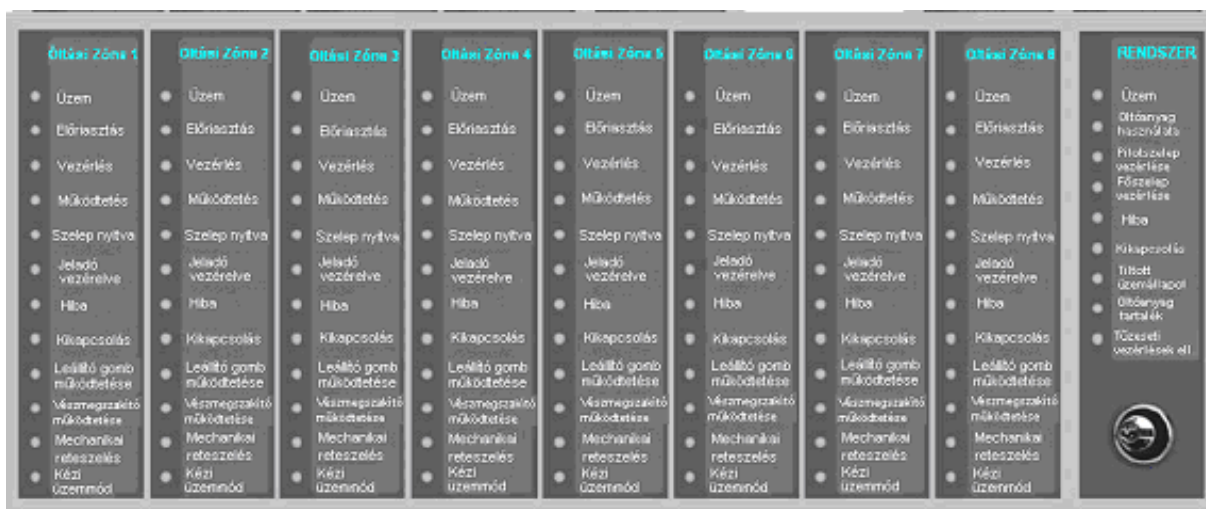 Oltási Zóna 1
Üzem
Előriasztás
Vezérlés
Működtetés
Szelep nyitva
Jeladó
vezérelve
Hiba
Kikapcsolás
Leállító gomb
működtetése
Vészmegszakító
működtetése
Mechanikai
reteszelés
Kézi
üzemmód
Oltási Zóna 2
Üzem
Előriasztás
Vezérlés
Működtetés
Szelep nyitva
Jeladó
vezérelve
Hiba
Kikapcsolás
Leállító gomb
működtetése
Vészmegszakító
működtetése
Mechanikai
reteszelés
Kézi
üzemmód
Oltási Zóna 3
Üzem
Előriasztás
Vezérlés
Működtetés
Szelep nyitva
Jeladó
vezérelve
Hiba
Kikapcsolás
Leállító gomb
működtetése
Vészmegszakító
működtetése
Mechanikai
reteszelés
Kézi
üzemmód
Oltási Zóna 4
Üzem
Előriasztás
Vezérlés
Működtetés
Szelep nyitva
Jeladó
vezérelve
Hiba
Kikapcsolás
Leállító gomb
működtetése
Vészmegszakító
működtetése
Mechanikai
reteszelés
Kézi
üzemmód
Oltási Zóna 5
Üzem
Előriasztás
Vezérlés
Működtetés
Szelep nyitva
Jeladó
vezérelve
Hiba
Kikapcsolás
Leállító gomb
működtetése
Vészmegszakító
működtetése
Mechanikai
reteszelés
Kézi
üzemmód
Oltási Zóna 6
Üzem
Előriasztás
Vezérlés
Működtetés
Szelep nyitva
Jeladó
vezérelve
Hiba
Kikapcsolás
Leállító gomb
működtetése
Vészmegszakító
működtetése
Mechanikai
reteszelés
Kézi
üzemmód
Oltási Zóna 7
Üzem
Előriasztás
Vezérlés
Működtetés
Szelep nyitva
Jeladó
vezérelve
Hiba
Kikapcsolás
Leállító gomb
működtetése
Vészmegszakító
működtetése
Mechanikai
reteszelés
Kézi
üzemmód
Oltási Zóna 8
Üzem
Előriasztás
Vezérlés
Működtetés
Szelep nyitva
Jeladó
vezérelve
Hiba
Kikapcsolás
Leállító gomb
működtetése
Vészmegszakító
működtetése
Mechanikai
reteszelés
Kézi
üzemmód
RENDSZER
Üzem
Oltóanyag
használata
Pilotszelep
vezérlése
Főszelep
vezérlése
Hiba
Kikapcsolás
Tiltott
üzemállapot
Oltóanyag
tartalék
Tűzeseti
vezérlések ell.